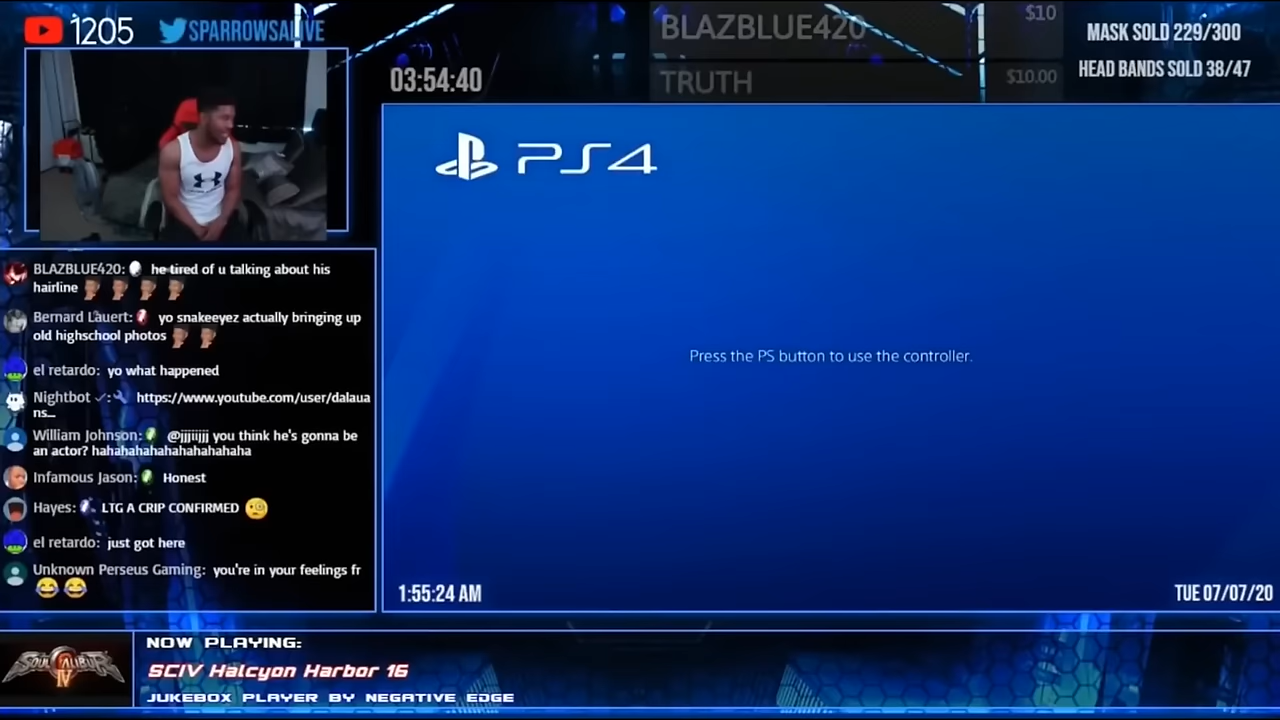 1205
SPARROWSALIVE
BLAZBLUE420
$10
MASK SOLD 229/300
03:54:40
TRUTH
$10.00
HEAD BANDS SOLD 38/47
PS4
Press the PS button to use the controller.
BLAZBLUE420: he tired of u talking about his
hairline
Bernard Lauert: yo snakeeyez actually bringing up
old highschool photos
el retardo: yo what happened
Nightbot ✓: https://www.youtube.com/user/dalaua
ns...
William Johnson: @jjjiijjj you think he's gonna be
an actor? hahahahahahahahahaha
Infamous Jason: Honest
Hayes: LTG A CRIP CONFIRMED 🧐
el retardo: just got here
Unknown Perseus Gaming: you're in your feelings fr
😂😂
1:55:24 AM
TUE 07/07/20
SOULCALIBUR
IV
NOW PLAYING:
SCIV Halcyon Harbor 16
JUKEBOX PLAYER BY NEGATIVE EDGE